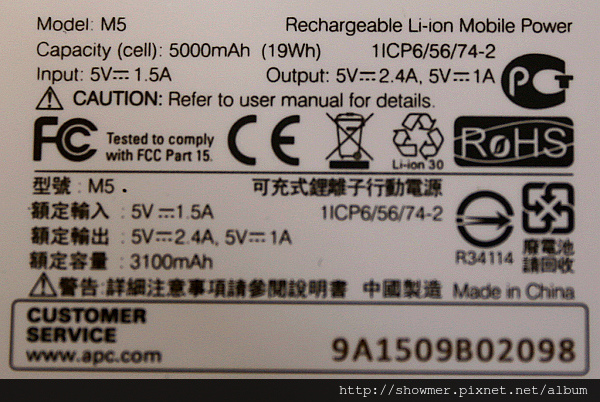 Model: M5 Rechargeable Li-ion Mobile Power
Capacity (cell): 5000mAh (19Wh) 1ICP6/56/74-2
Input: 5V⎓1.5A Output: 5V⎓2.4A, 5V⎓1A
PCT
CAUTION: Refer to user manual for details.
FC Tested to comply with FCC Part 15. CE Li-ion 30 RoHS
型號 : M5 . 可充式鋰離子行動電源
額定輸入 : 5V⎓1.5A 1ICP6/56/74-2
額定輸出 : 5V⎓2.4A, 5V⎓1A
額定容量 : 3100mAh
R34114 廢電池
請回收
警告:詳細注意事項請參閱說明書 中國製造 Made in China
CUSTOMER
SERVICE
www.apc.com 9A1509B02098
http://showmer.pixnet.net/album